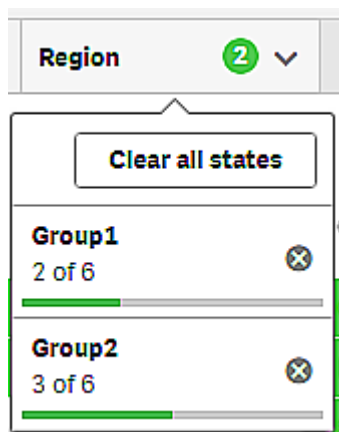 Region 2
Clear all states
Group1
2 of 6
Group2
3 of 6